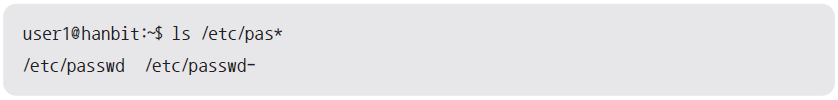 user1@hanbit:~$ ls /etc/pas*
/etc/passwd  /etc/passwd-